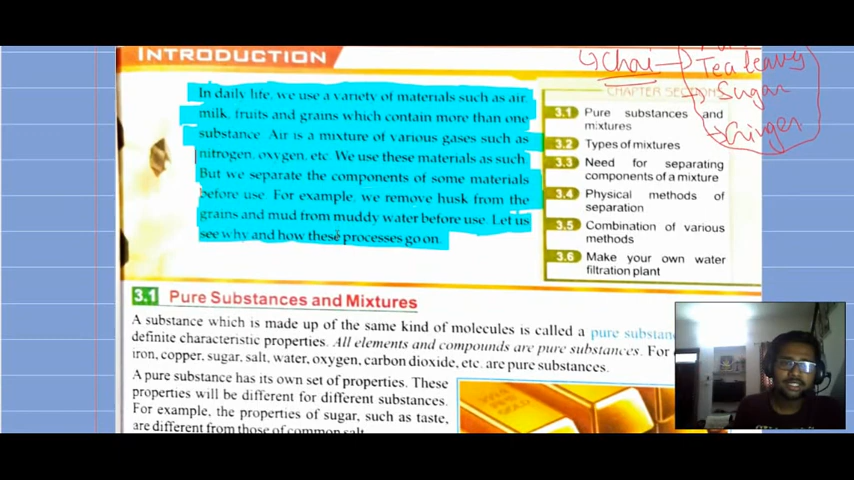 INTRODUCTION
In daily life, we use a variety of materials such as air,
milk, fruits and grains which contain more than one
substance. Air is a mixture of various gases such as
nitrogen, oxygen, etc. We use these materials as such
But we separate the components of some materials
before use. For example, we remove husk from the
grains and mud from muddy water before use. Let us
see why and how these processes go on.
chai
Tea leavy
Sugar
Ginger
CHAPTER SECTIONS
3.1 Pure substances and
mixtures
3.2 Types of mixtures
3.3 Need for separating
components of a mixture
3.4 Physical methods of
separation
3.5 Combination of various
methods
3.6 Make your own water
filtration plant
3.1 Pure Substances and Mixtures
A substance which is made up of the same kind of molecules is called a pure substan
definite characteristic properties. All elements and compounds are pure substances. For
iron, copper, sugar, salt, water, oxygen, carbon dioxide, etc. are pure substances.
A pure substance has its own set of properties. These
properties will be different for different substances.
For example, the properties of sugar, such as taste,
are different from those of common salt